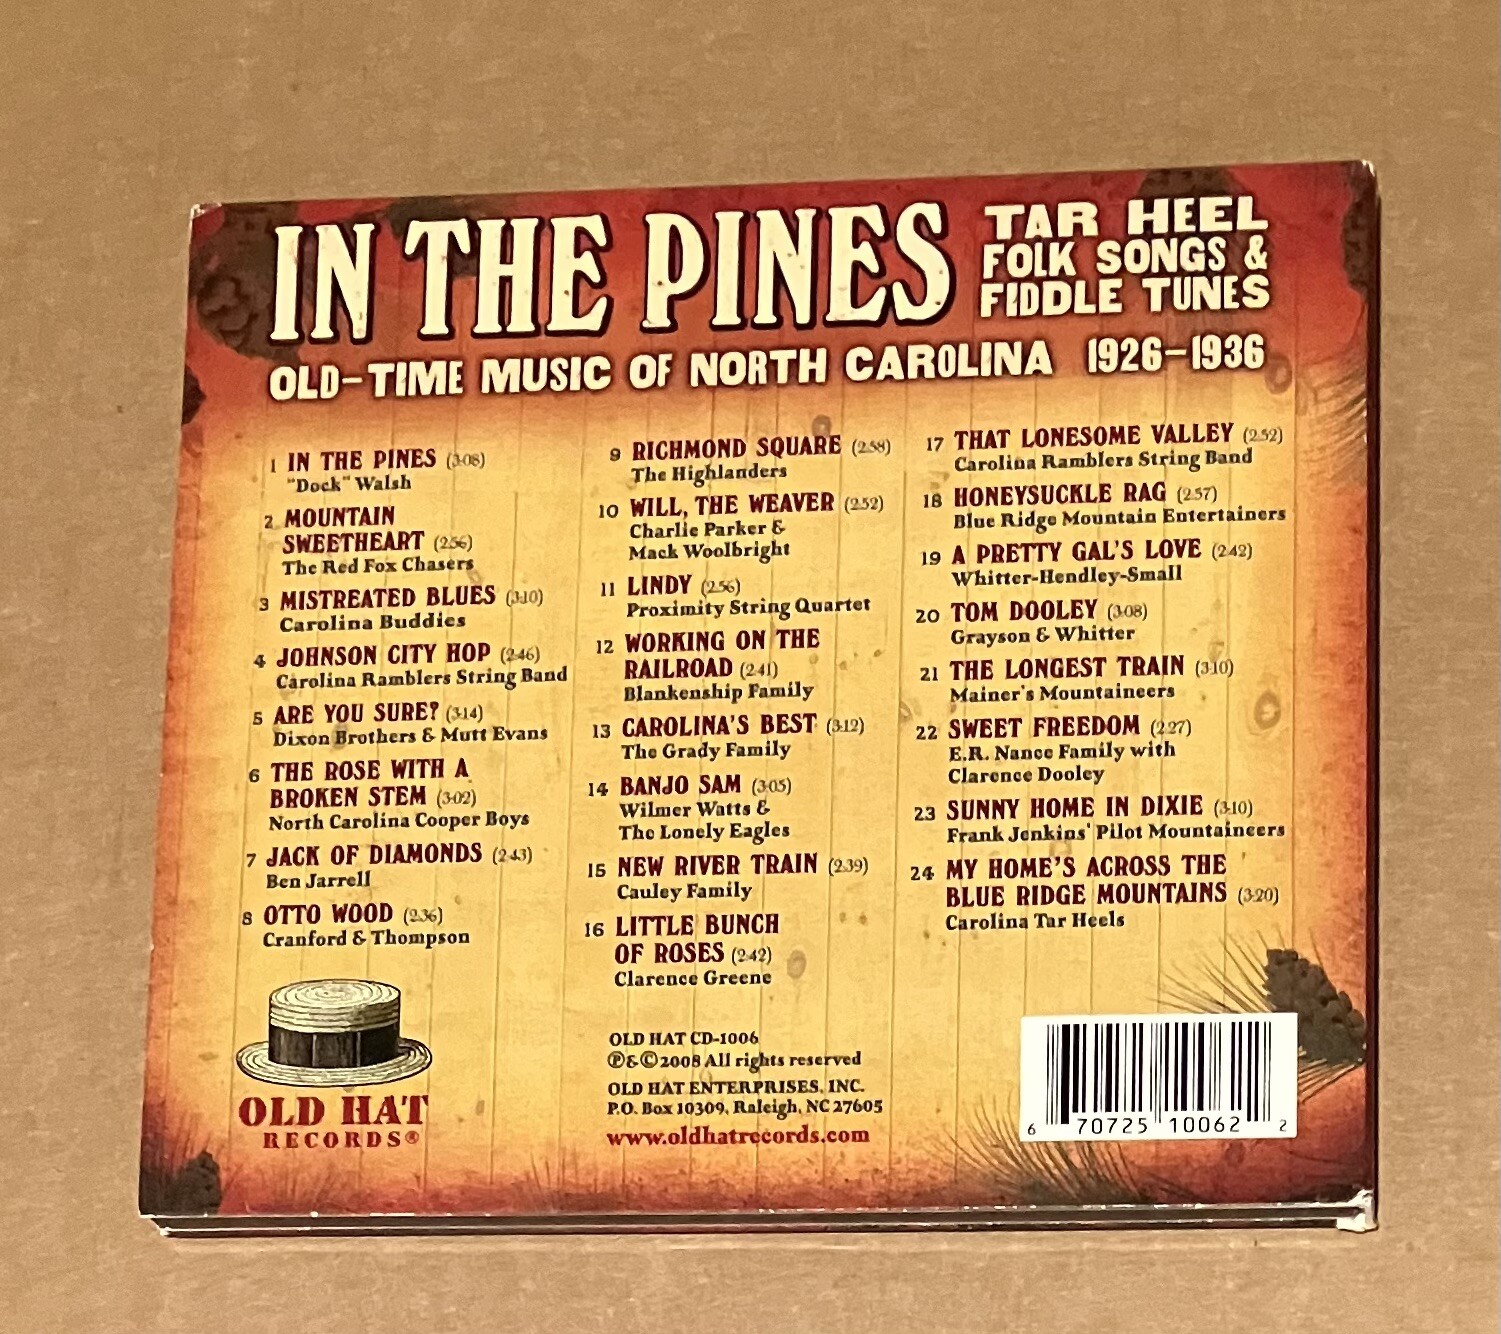 IN THE PINES
TAR HEEL
FOLK SONGS &
FIDDLE TUNES
OLD-TIME MUSIC OF NORTH CAROLINA 1926-1936
1 IN THE PINES (3:08)
"Dock" Walsh
2 MOUNTAIN
SWEETHEART (2:56)
The Red Fox Chasers
3 MISTREATED BLUES (3:10)
Carolina Buddies
4 JOHNSON CITY HOP (2:46)
Carolina Ramblers String Band
5 ARE YOU SURE? (3:14)
Dixon Brothers & Mutt Evans
6 THE ROSE WITH A
BROKEN STEM (3:02)
North Carolina Cooper Boys
7 JACK OF DIAMONDS (2:43)
Ben Jarrell
8 OTTO WOOD (2:36)
Cranford & Thompson
9 RICHMOND SQUARE (2:58)
The Highlanders
10 WILL, THE WEAVER (2:52)
Charlie Parker &
Mack Woolbright
11 LINDY (2:56)
Proximity String Quartet
12 WORKING ON THE
RAILROAD (2:41)
Blankenship Family
13 CAROLINA'S BEST (3:12)
The Grady Family
14 BANJO SAM (3:05)
Wilmer Watts &
The Lonely Eagles
15 NEW RIVER TRAIN (2:39)
Cauley Family
16 LITTLE BUNCH
OF ROSES (2:42)
Clarence Greene
17 THAT LONESOME VALLEY (2:52)
Carolina Ramblers String Band
18 HONEYSUCKLE RAG (2:57)
Blue Ridge Mountain Entertainers
19 A PRETTY GAL'S LOVE (2:42)
Whitter-Hendley-Small
20 TOM DOOLEY (3:08)
Grayson & Whitter
21 THE LONGEST TRAIN (3:10)
Mainer's Mountaineers
22 SWEET FREEDOM (2:27)
E.R. Nance Family with
Clarence Dooley
23 SUNNY HOME IN DIXIE (3:10)
Frank Jenkins' Pilot Mountaineers
24 MY HOME'S ACROSS THE
BLUE RIDGE MOUNTAINS (3:20)
Carolina Tar Heels
OLD HAT
RECORDS®
OLD HAT CD-1006
℗&©2008 All rights reserved
OLD HAT ENTERPRISES, INC.
P.O. Box 10309, Raleigh, NC 27605
www.oldhatrecords.com
6 70725 10062 2